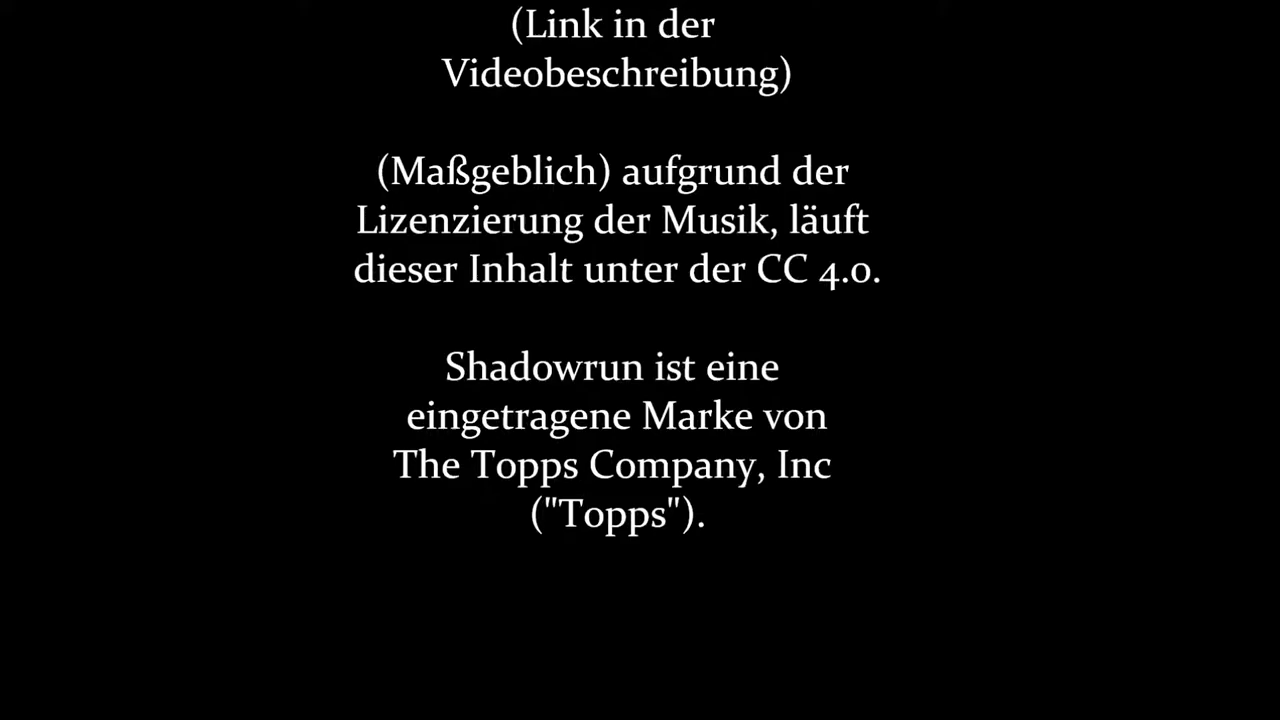 (Link in der
Videobeschreibung)
(Maßgeblich) aufgrund der
Lizenzierung der Musik, läuft
dieser Inhalt unter der CC 4.0.
Shadowrun ist eine
eingetragene Marke von
The Topps Company, Inc
("Topps").